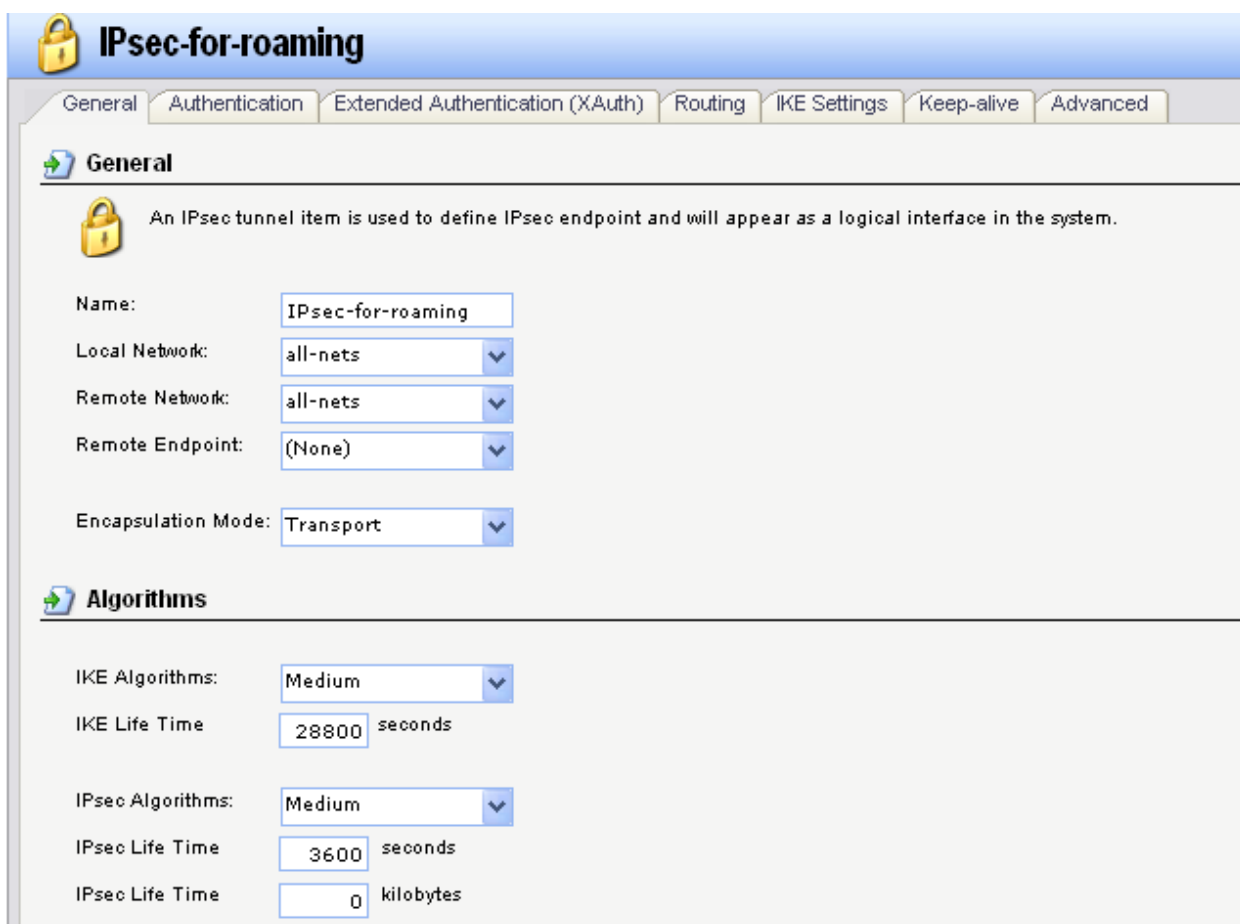 IPsec-for-roaming
General Authentication Extended Authentication (XAuth) Routing IKE Settings Keep-alive Advanced
General
An IPsec tunnel item is used to define IPsec endpoint and will appear as a logical interface in the system.
Name: IPsec-for-roaming
Local Network: all-nets
Remote Network: all-nets
Remote Endpoint: (None)
Encapsulation Mode: Transport
Algorithms
IKE Algorithms: Medium
IKE Life Time 28800 seconds
IPsec Algorithms: Medium
IPsec Life Time 3600 seconds
IPsec Life Time 0 kilobytes